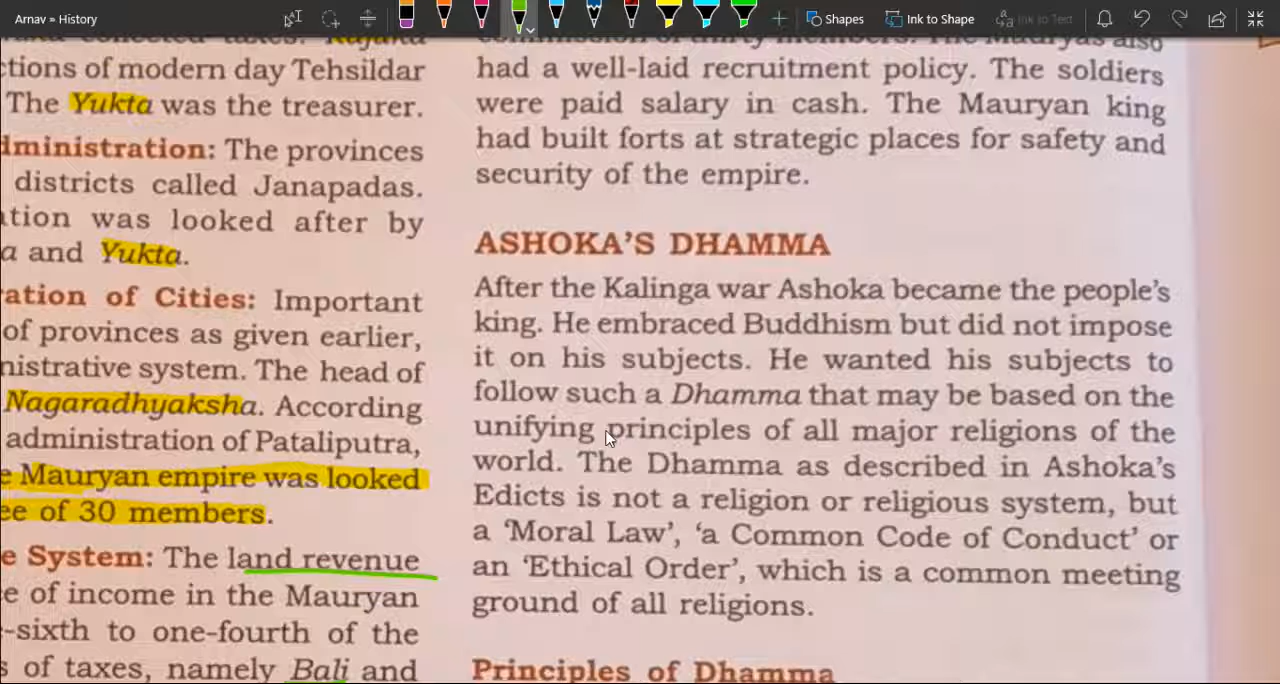 Arnav » History
Shapes
Ink to Shape
Ink to Text
ctions of modern day Tehsildar
The Yukta was the treasurer.
dministration: The provinces
districts called Janapadas.
ation was looked after by
a and Yukta.
ration of Cities: Important
of provinces as given earlier,
nistrative system. The head of
Nagaradhyaksha. According
administration of Pataliputra,
e Mauryan empire was looked
ee of 30 members.
e System: The land revenue
e of income in the Mauryan
-sixth to one-fourth of the
s of taxes, namely Bali and
The Mauryas also
had a well-laid recruitment policy. The soldiers
were paid salary in cash. The Mauryan king
had built forts at strategic places for safety and
security of the empire.
ASHOKA'S DHAMMA
After the Kalinga war Ashoka became the people's
king. He embraced Buddhism but did not impose
it on his subjects. He wanted his subjects to
follow such a Dhamma that may be based on the
unifying principles of all major religions of the
world. The Dhamma as described in Ashoka's
Edicts is not a religion or religious system, but
a 'Moral Law', 'a Common Code of Conduct' or
an 'Ethical Order', which is a common meeting
ground of all religions.
Principles of Dhamma